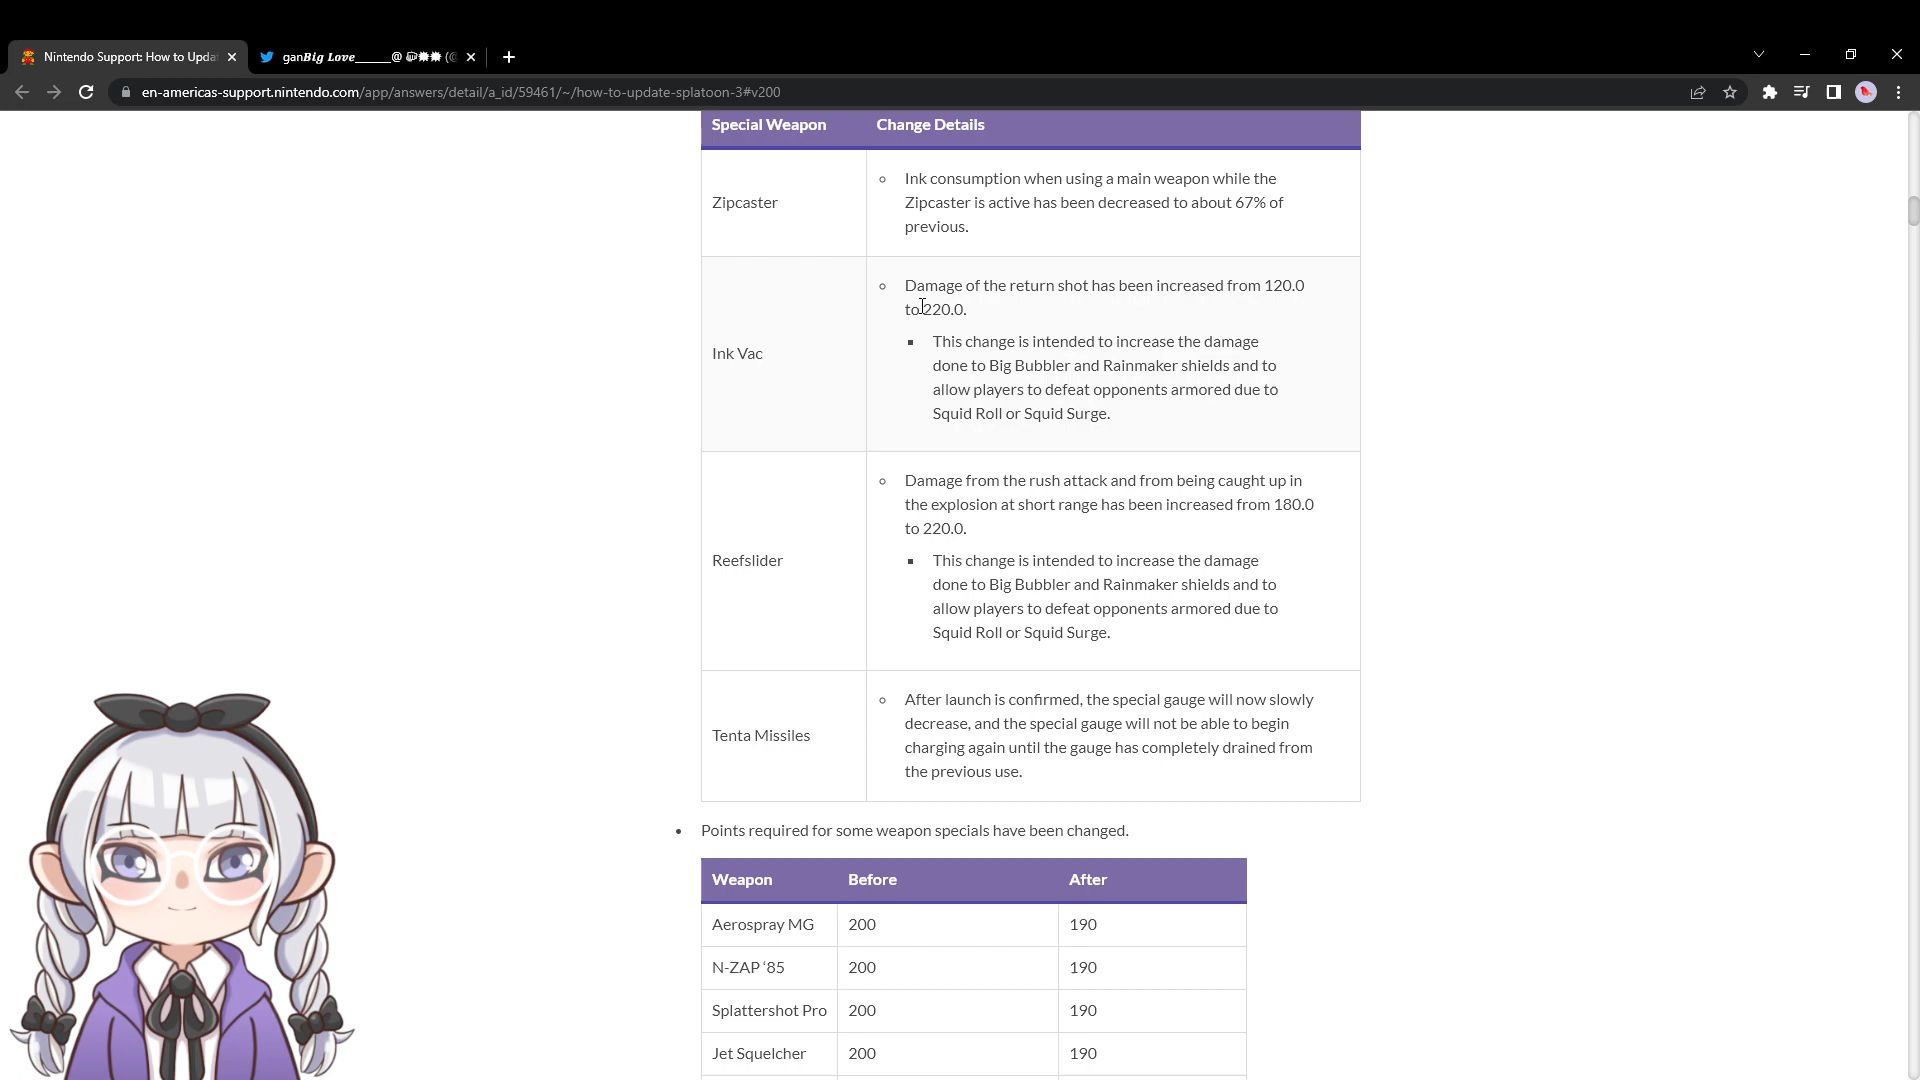 Nintendo Support: How to Upda
ganBig Love_____@
en-americas-support.nintendo.com/app/answers/detail/a_id/59461/~/how-to-update-splatoon-3#v200
Special Weapon Change Details
Zipcaster
Ink consumption when using a main weapon while the
Zipcaster is active has been decreased to about 67% of
previous.
Ink Vac
Damage of the return shot has been increased from 120.0
to 220.0.
This change is intended to increase the damage
done to Big Bubbler and Rainmaker shields and to
allow players to defeat opponents armored due to
Squid Roll or Squid Surge.
Reefslider
Damage from the rush attack and from being caught up in
the explosion at short range has been increased from 180.0
to 220.0.
This change is intended to increase the damage
done to Big Bubbler and Rainmaker shields and to
allow players to defeat opponents armored due to
Squid Roll or Squid Surge.
Tenta Missiles
After launch is confirmed, the special gauge will now slowly
decrease, and the special gauge will not be able to begin
charging again until the gauge has completely drained from
the previous use.
Points required for some weapon specials have been changed.
Weapon Before After
Aerospray MG 200 190
N-ZAP ‘85 200 190
Splattershot Pro 200 190
Jet Squelcher 200 190